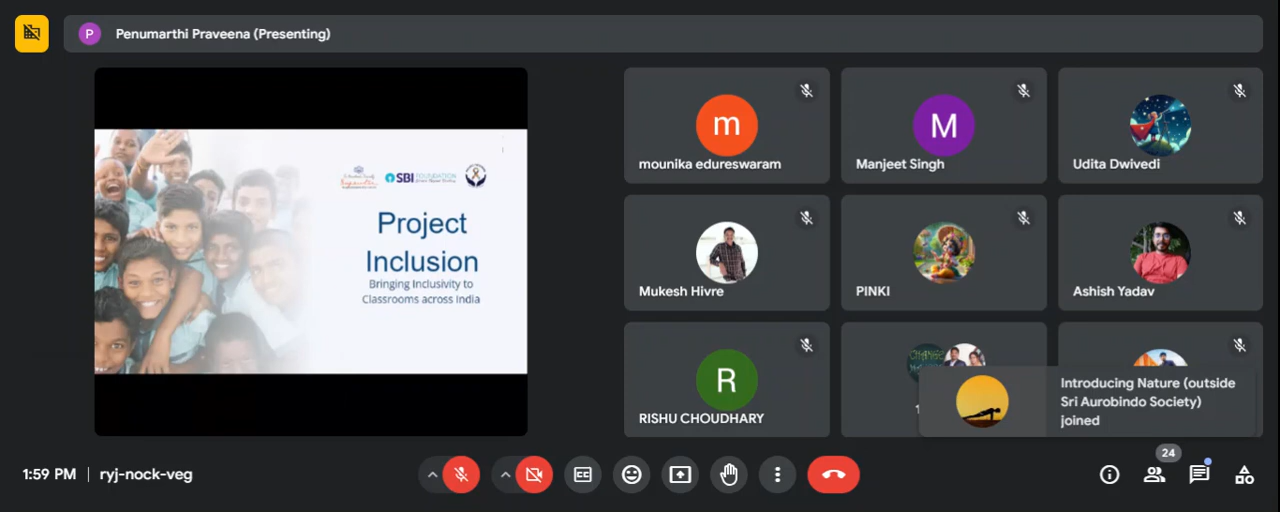 P Penumarthi Praveena (Presenting)
SBI FOUNDATION
Project
Inclusion
Bringing Inclusivity to
Classrooms across India
m
mounika edureswaram
M
Manjeet Singh
Udita Dwivedi
Mukesh Hivre
PINKI
Ashish Yadav
R
RISHU CHOUDHARY
CHANGE
Introducing Nature (outside
Sri Aurobindo Society)
joined
1:59 PM | ryj-nock-veg
24